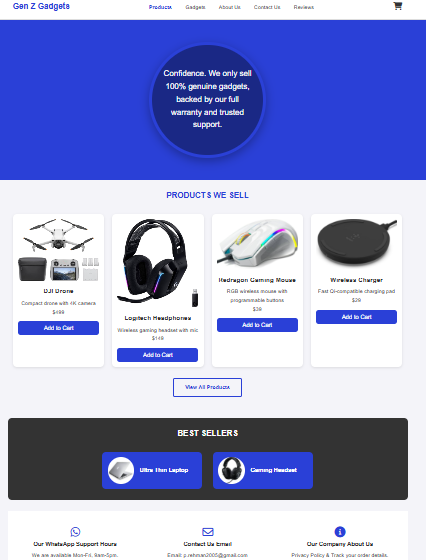 Gen Z Gadgets
Products Gadgets About Us Contact Us Reviews
Confidence. We only sell
100% genuine gadgets,
backed by our full
warranty and trusted
support.
PRODUCTS WE SELL
DJI Drone
Compact drone with 4K camera
$499
Add to Cart
Logitech Headphones
Wireless gaming headset with mic
$149
Add to Cart
Redragon Gaming Mouse
RGB wireless mouse with
programmable buttons
$39
Add to Cart
Wireless Charger
Fast Qi-compatible charging pad
$29
Add to Cart
View All Products
BEST SELLERS
Ultra Thin Laptop
Gaming Headset
Our WhatsApp Support Hours
We are available Mon-Fri, 9am-5pm.
Contact Us Email
Email: p.rehman2005@gmail.com
Our Company About Us
Privacy Policy & Track your order details.